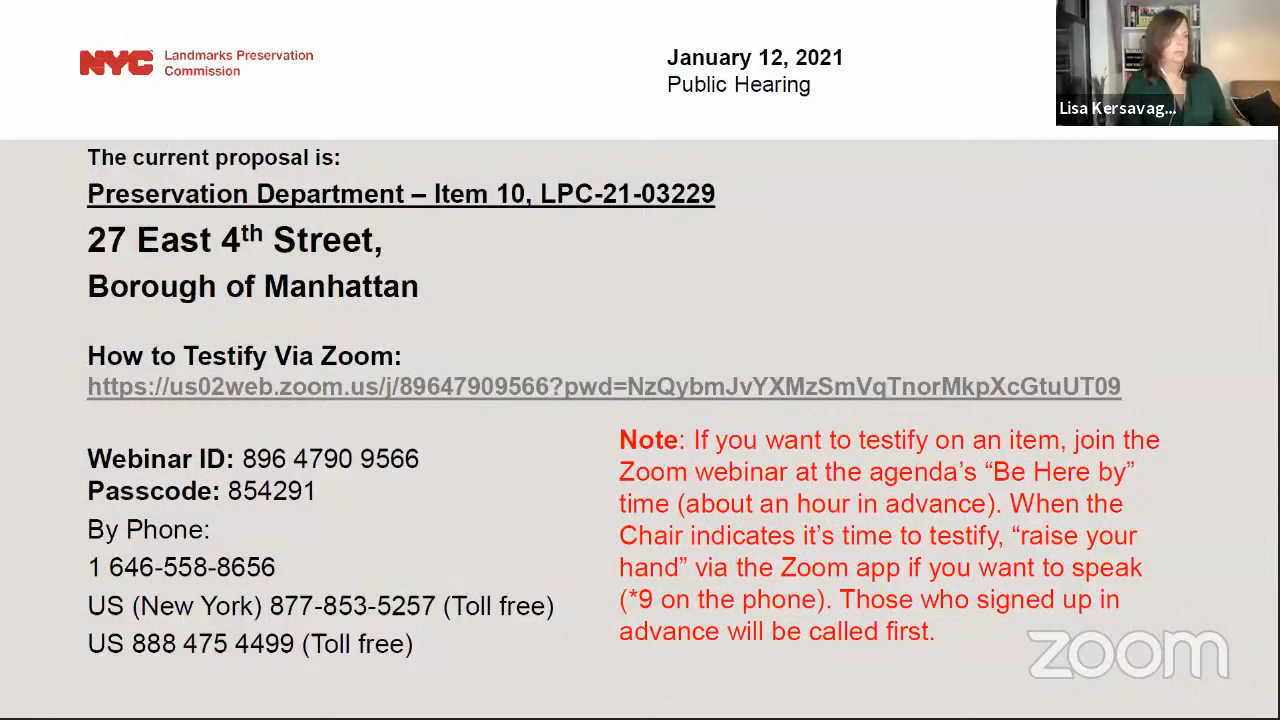 NYC Landmarks Preservation
Commission
January 12, 2021
Public Hearing
Lisa Kersavag...
The current proposal is:
Preservation Department – Item 10, LPC-21-03229
27 East 4th Street,
Borough of Manhattan
How to Testify Via Zoom:
https://us02web.zoom.us/j/89647909566?pwd=NzQybmJvYXMzSmVqTnorMkpXcGtuUT09
Webinar ID: 896 4790 9566
Passcode: 854291
By Phone:
1 646-558-8656
US (New York) 877-853-5257 (Toll free)
US 888 475 4499 (Toll free)
Note: If you want to testify on an item, join the
Zoom webinar at the agenda’s “Be Here by”
time (about an hour in advance). When the
Chair indicates it’s time to testify, “raise your
hand” via the Zoom app if you want to speak
(*9 on the phone). Those who signed up in
advance will be called first.
zoom